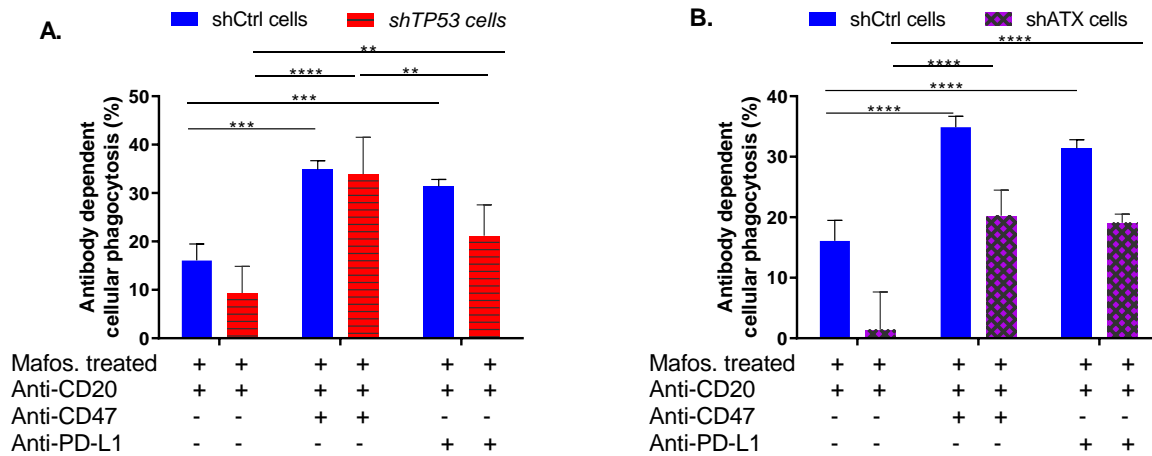 A.
shCtrl cells shTP53 cells
**
**** **
***
***
Antibody dependent
cellular phagocytosis (%)
50
40
30
20
10
0
Mafos. treated + + + + + +
Anti-CD20 + + + + + +
Anti-CD47 - - + + - -
Anti-PD-L1 - - - - + +
B.
shCtrl cells shATX cells
****
****
****
****
Antibody dependent
cellular phagocytosis (%)
40
30
20
10
0
Mafos. treated + + + + + +
Anti-CD20 + + + + + +
Anti-CD47 - - + + - -
Anti-PD-L1 - - - - + +